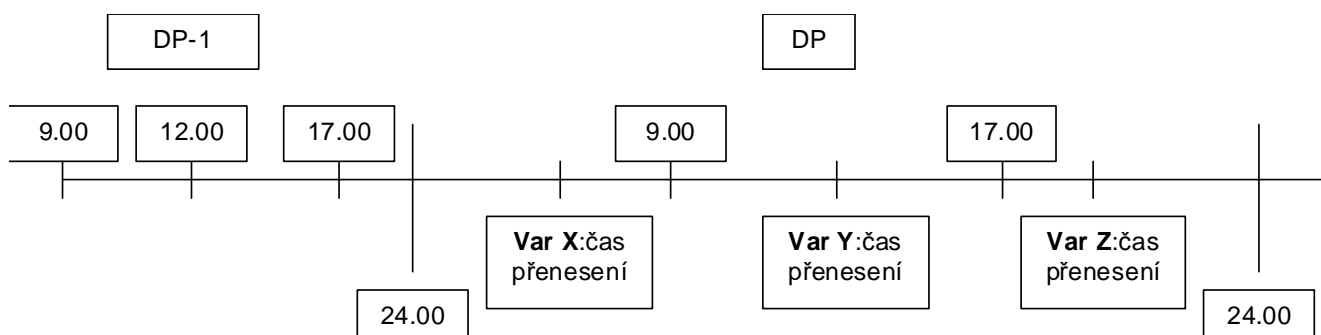 DP-1
DP
9.00
12.00
17.00
9.00
17.00
Var X:čas
přenesení
Var Y:čas
přenesení
Var Z:čas
přenesení
24.00
24.00